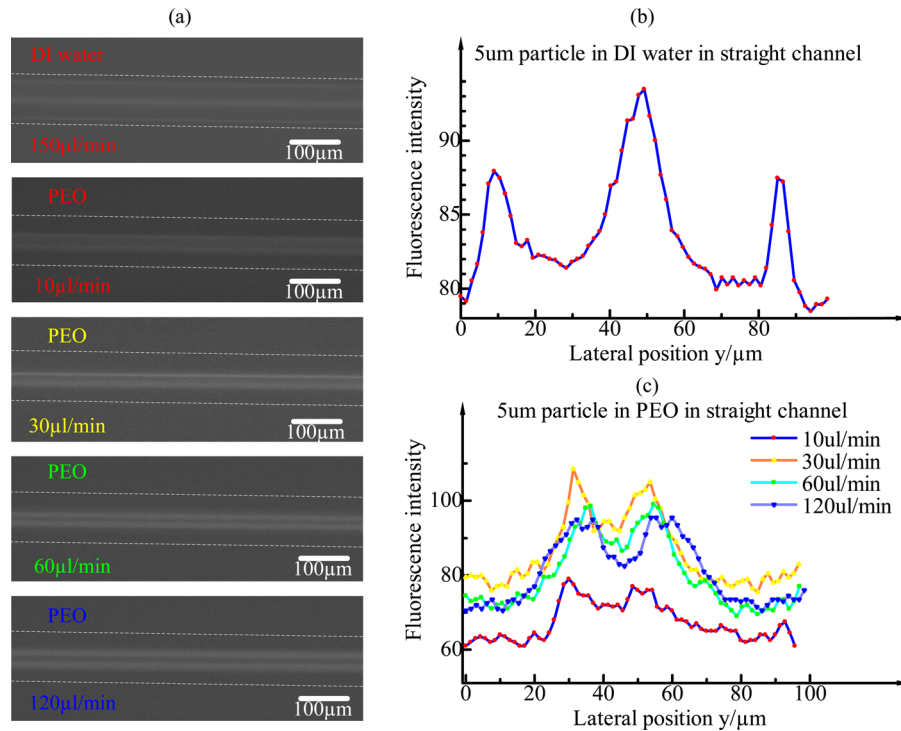 (a)
DI water
150µl/min
100µm
PEO
10µl/min
100µm
PEO
30µl/min
100µm
PEO
60µl/min
100µm
PEO
120µl/min
100µm
(b)
5um particle in DI water in straight channel
Fluorescence intensity
90
85
80
0 20 40 60 80
Lateral position y/µm
(c)
5um particle in PEO in straight channel
10ul/min
30ul/min
60ul/min
120ul/min
Fluorescence intensity
100
80
60
0 20 40 60 80 100
Lateral position y/µm